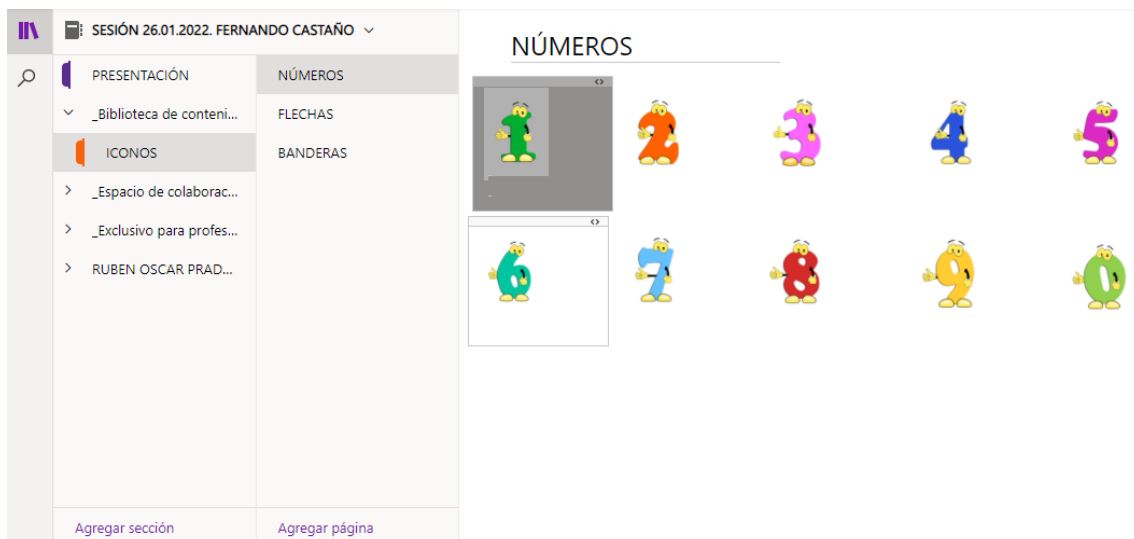 SESIÓN 26.01.2022. FERNANDO CASTAÑO
PRESENTACIÓN
_Biblioteca de conteni...
ICONOS
_Espacio de colaborac...
_Exclusivo para profes...
RUBEN OSCAR PRAD...
Agregar sección
NÚMEROS
FLECHAS
BANDERAS
Agregar página
NÚMEROS
1 2 3 4 5
6 7 8 9 0